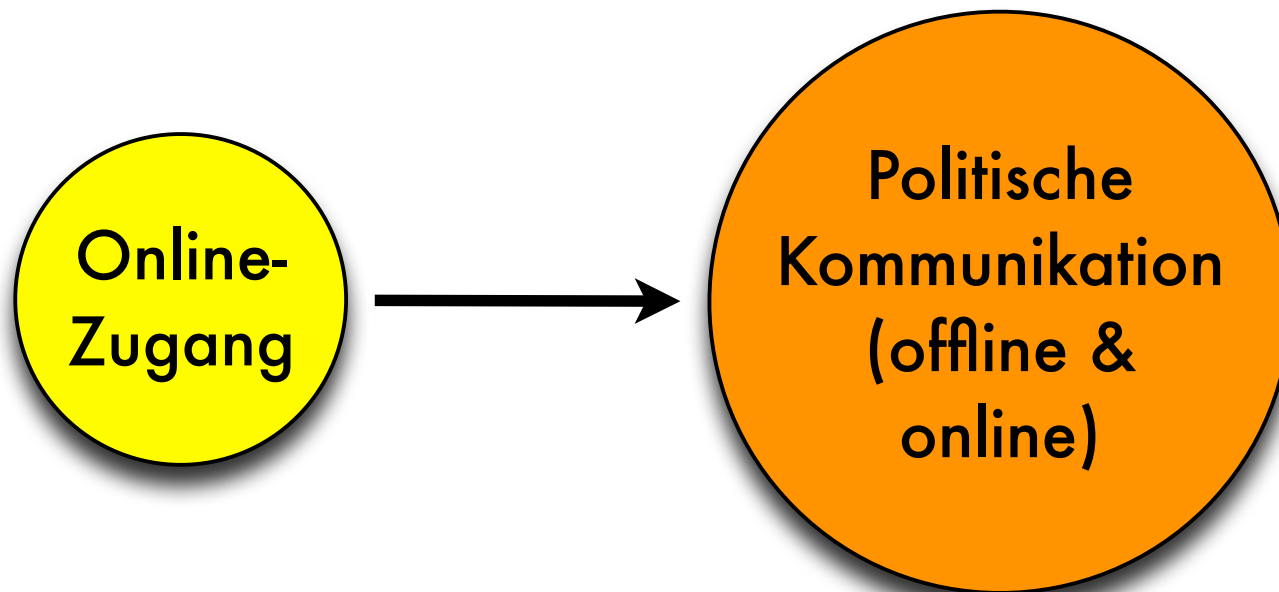 Online-
Zugang
Politische
Kommunikation
(offline &
online)